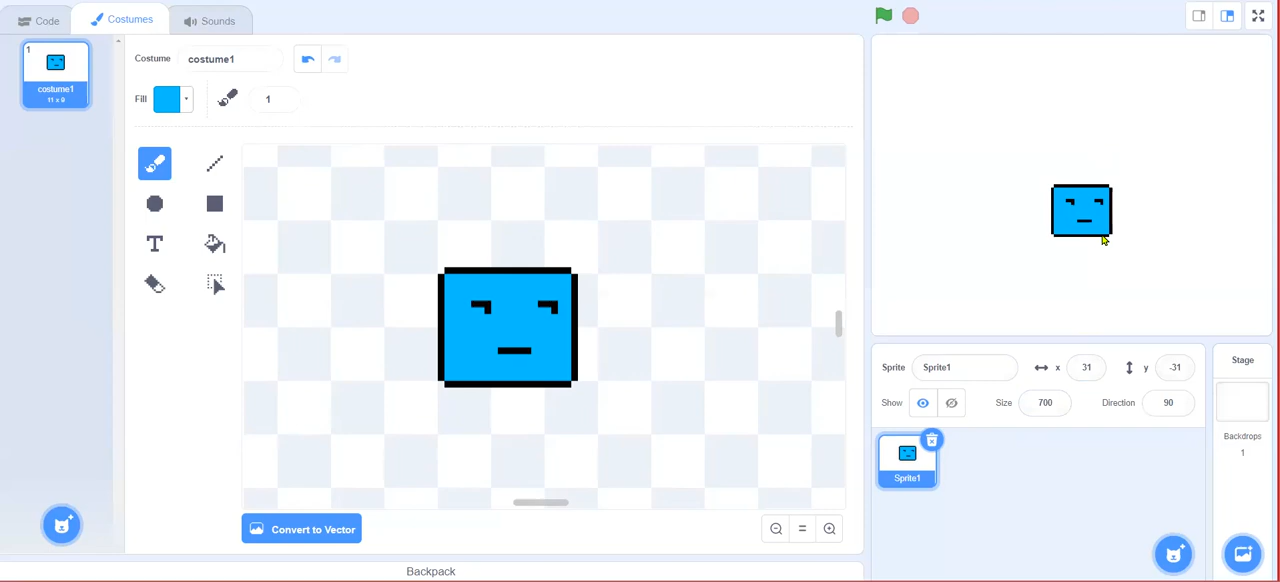 Code
Costumes
Sounds
1
costume1
11 x 9
Costume
costume1
Fill
1
T
Convert to Vector
Backpack
Sprite
Sprite1
x
31
y
-31
Show
Size
700
Direction
90
Sprite1
Stage
Backdrops
1